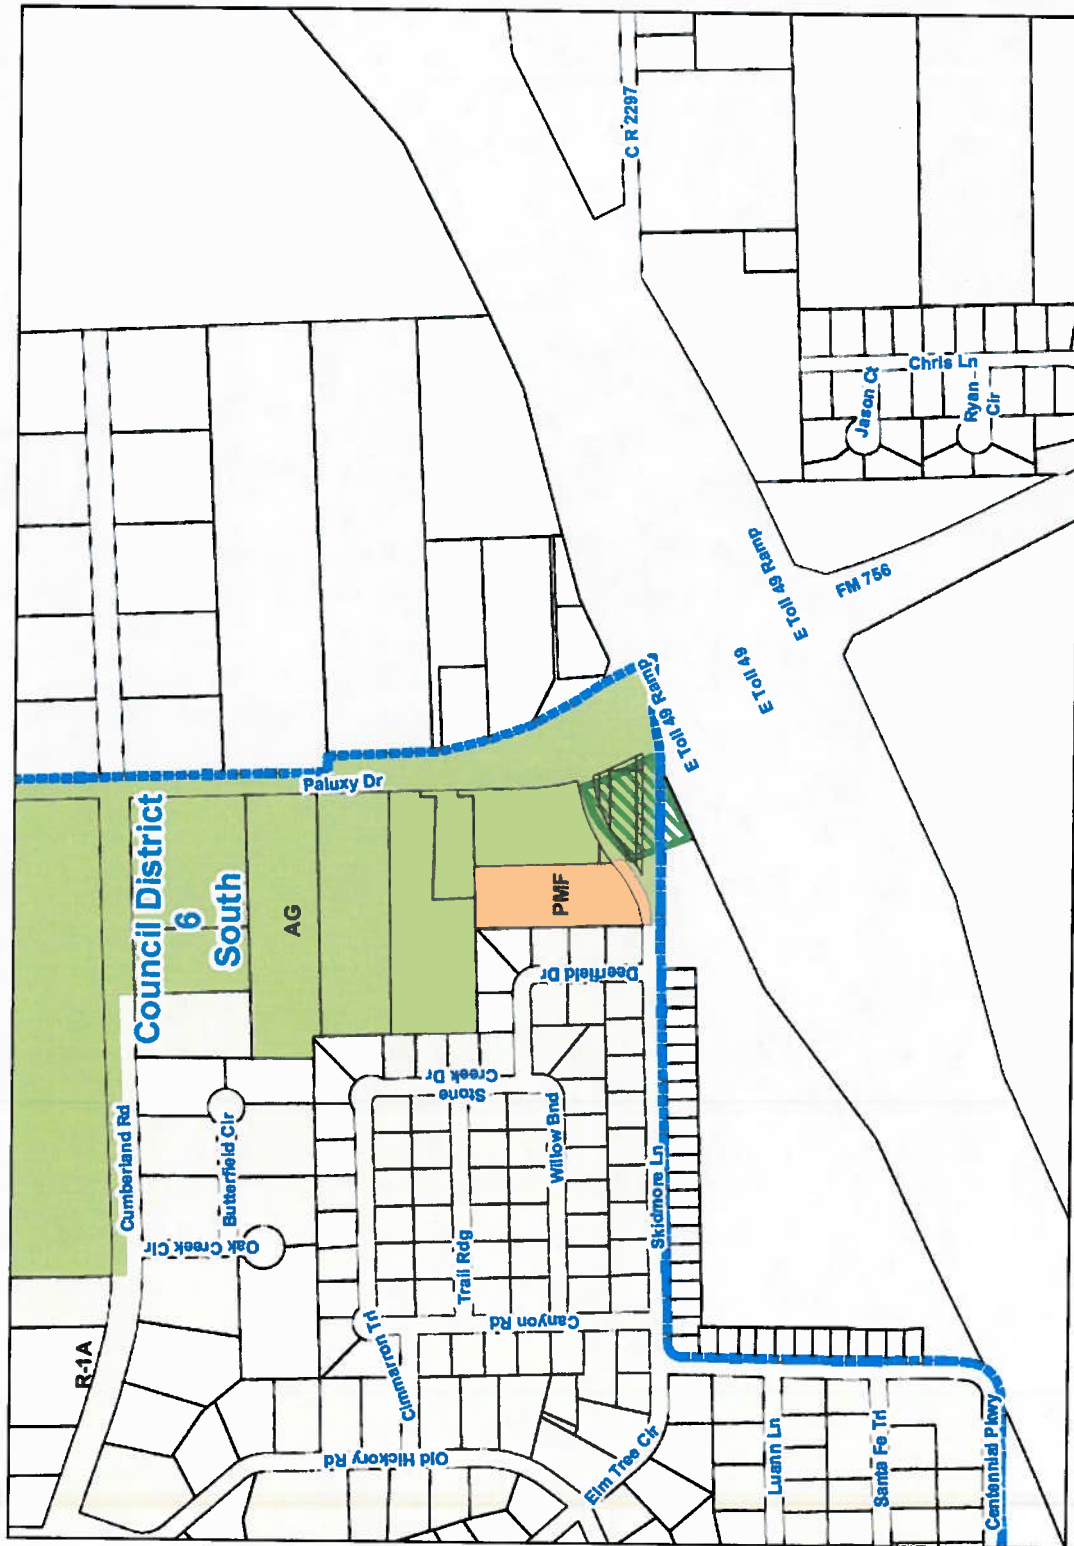 C R 2297
Chris Ln
Jason Ct
Ryan
Cir
E Toll 49 Ramp
FM 756
E Toll 49
E Toll 49 Ramp
Paluxy Dr
Council District
6
South
AG
PMF
Deerfield Dr
Stone
Creek Dr
Willow Bnd
Cumberland Rd
Butterfield Cir
Oak Creek Cir
Trail Rdg
Skidmore Ln
Canyon Rd
Cimmarron Trl
R-1A
Old Hickory Rd
Elm Tree Cir
Luann Ln
Santa Fe Trl
Centennial Pkwy